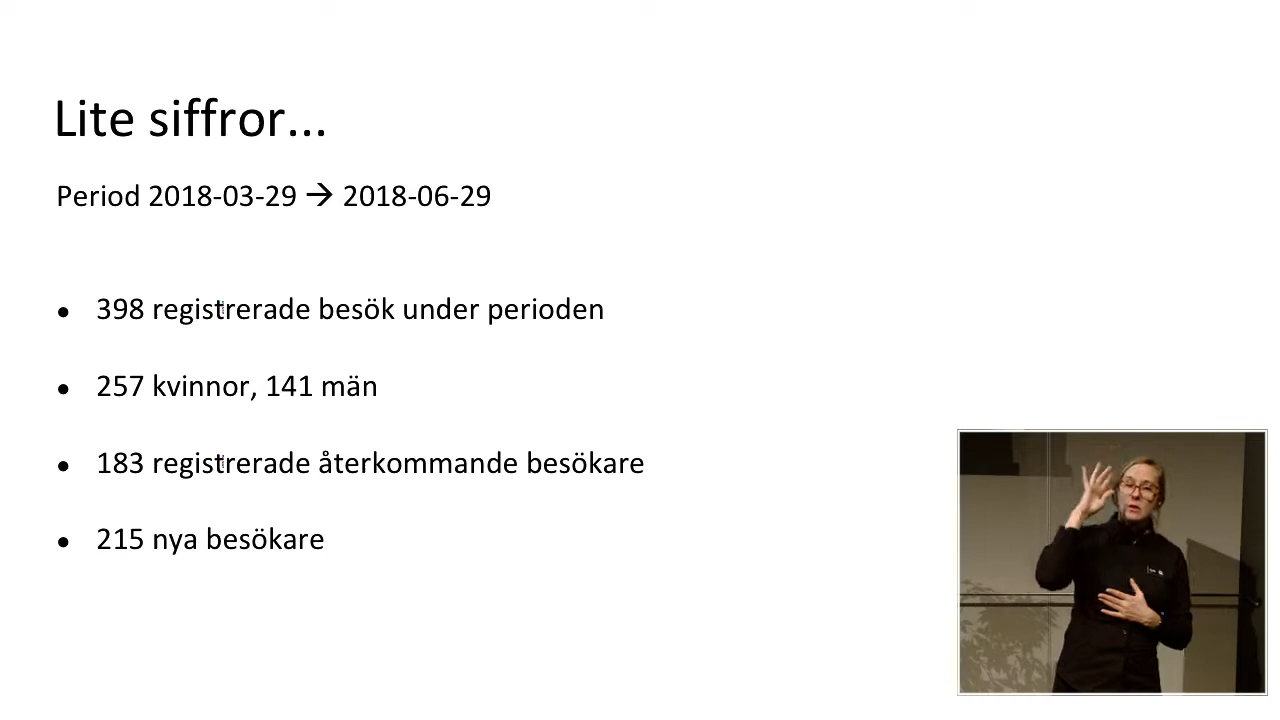 Lite siffror...
Period 2018-03-29 → 2018-06-29
• 398 registrerade besök under perioden
• 257 kvinnor, 141 män
• 183 registrerade återkommande besökare
• 215 nya besökare